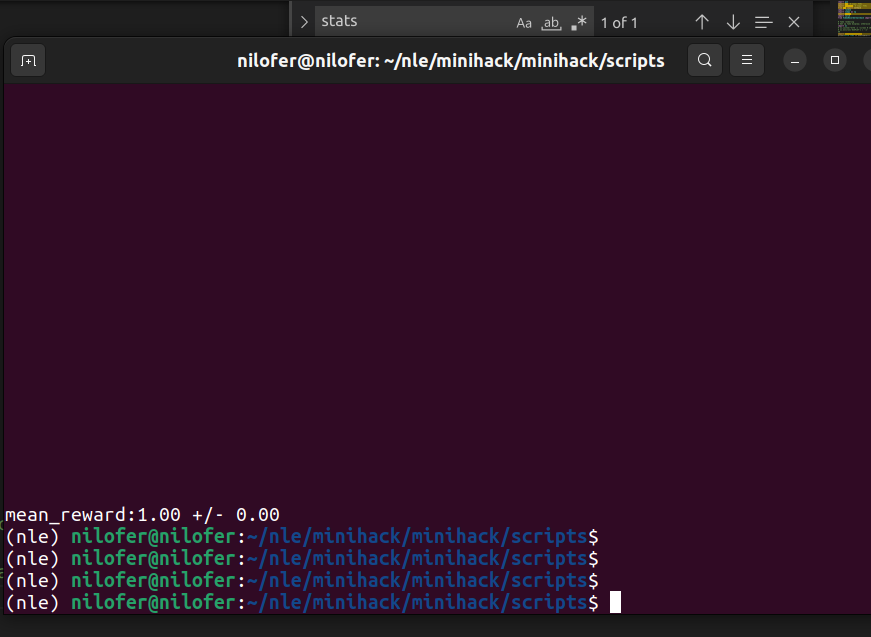 stats Aa ab .* 1 of 1
nilofer@nilofer: ~/nle/minihack/minihack/scripts
mean_reward:1.00 +/- 0.00
(nle) nilofer@nilofer:~/nle/minihack/minihack/scripts$
(nle) nilofer@nilofer:~/nle/minihack/minihack/scripts$
(nle) nilofer@nilofer:~/nle/minihack/minihack/scripts$
(nle) nilofer@nilofer:~/nle/minihack/minihack/scripts$